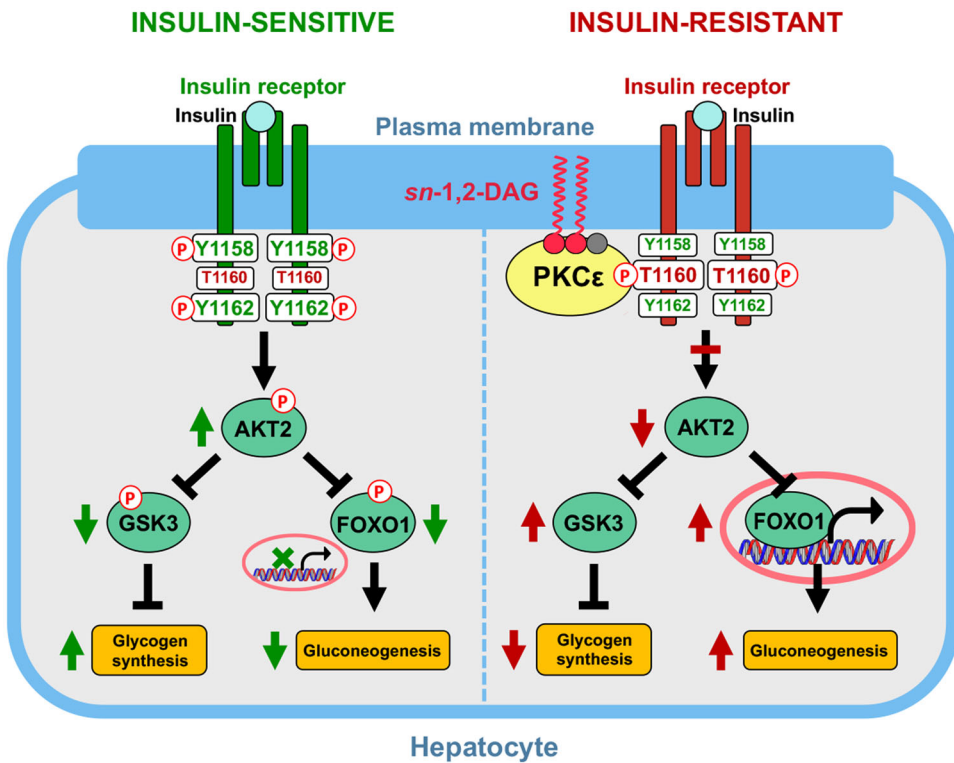 INSULIN-SENSITIVE
INSULIN-RESISTANT
Insulin receptor
Insulin
Insulin receptor
Insulin
Plasma membrane
sn-1,2-DAG
PKCε
P Y1158 Y1158 P
T1160 T1160
P Y1162 Y1162 P
Y1158 Y1158
P T1160 T1160 P
Y1162 Y1162
P
AKT2
P
GSK3
P
FOXO1
Glycogen
synthesis
Gluconeogenesis
AKT2
GSK3
FOXO1
Glycogen
synthesis
Gluconeogenesis
Hepatocyte